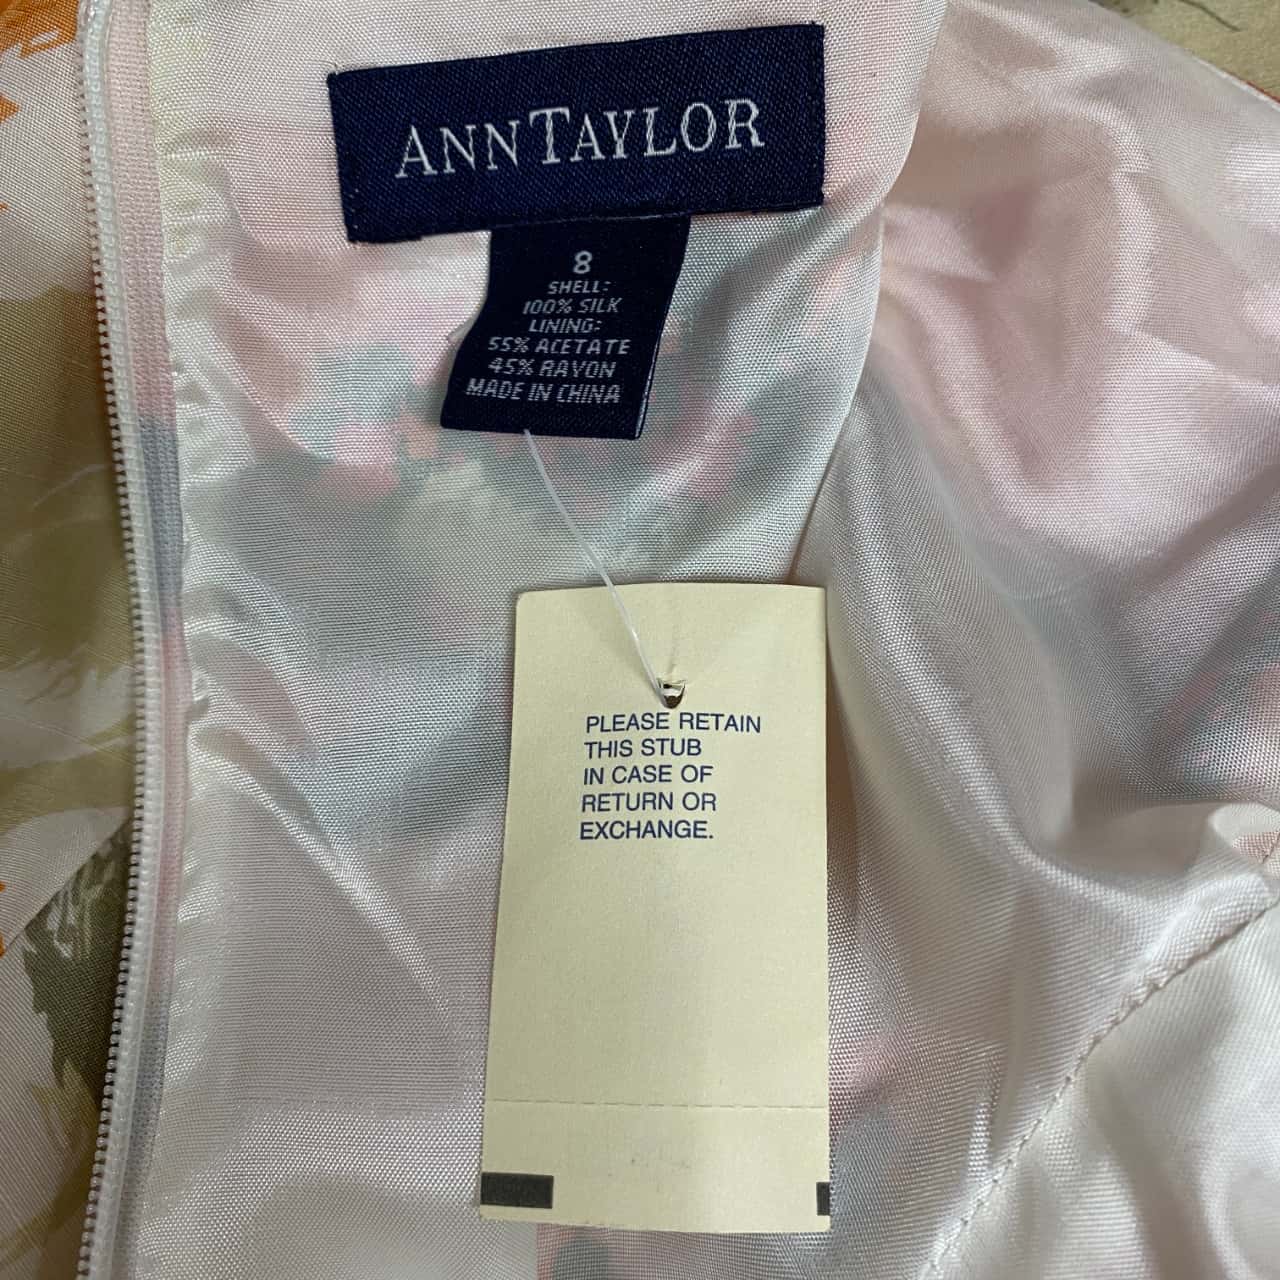 ANNTAYLOR
8
SHELL:
100% SILK
LINING:
55% ACETATE
45% RAYON
MADE IN CHINA
PLEASE RETAIN
THIS STUB
IN CASE OF
RETURN OR
EXCHANGE.